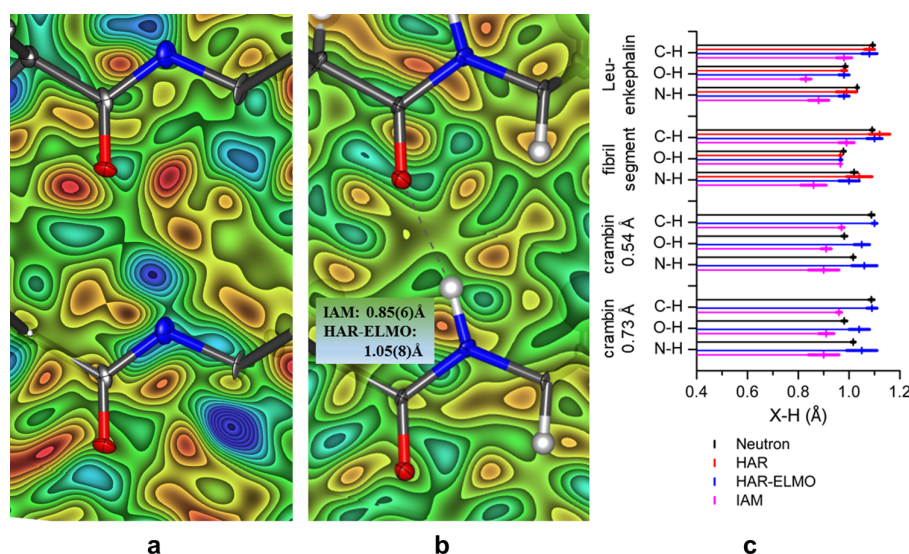 IAM: 0.85(6)Å
HAR-ELMO:
1.05(8)Å
a
b
Leu-
enkephalin
C-H
O-H
N-H
fibril
segment
C-H
O-H
N-H
crambin
0.54 Å
C-H
O-H
N-H
crambin
0.73 Å
C-H
O-H
N-H
0.4 0.6 0.8 1.0 1.2
X-H (Å)
Neutron
HAR
HAR-ELMO
IAM
c